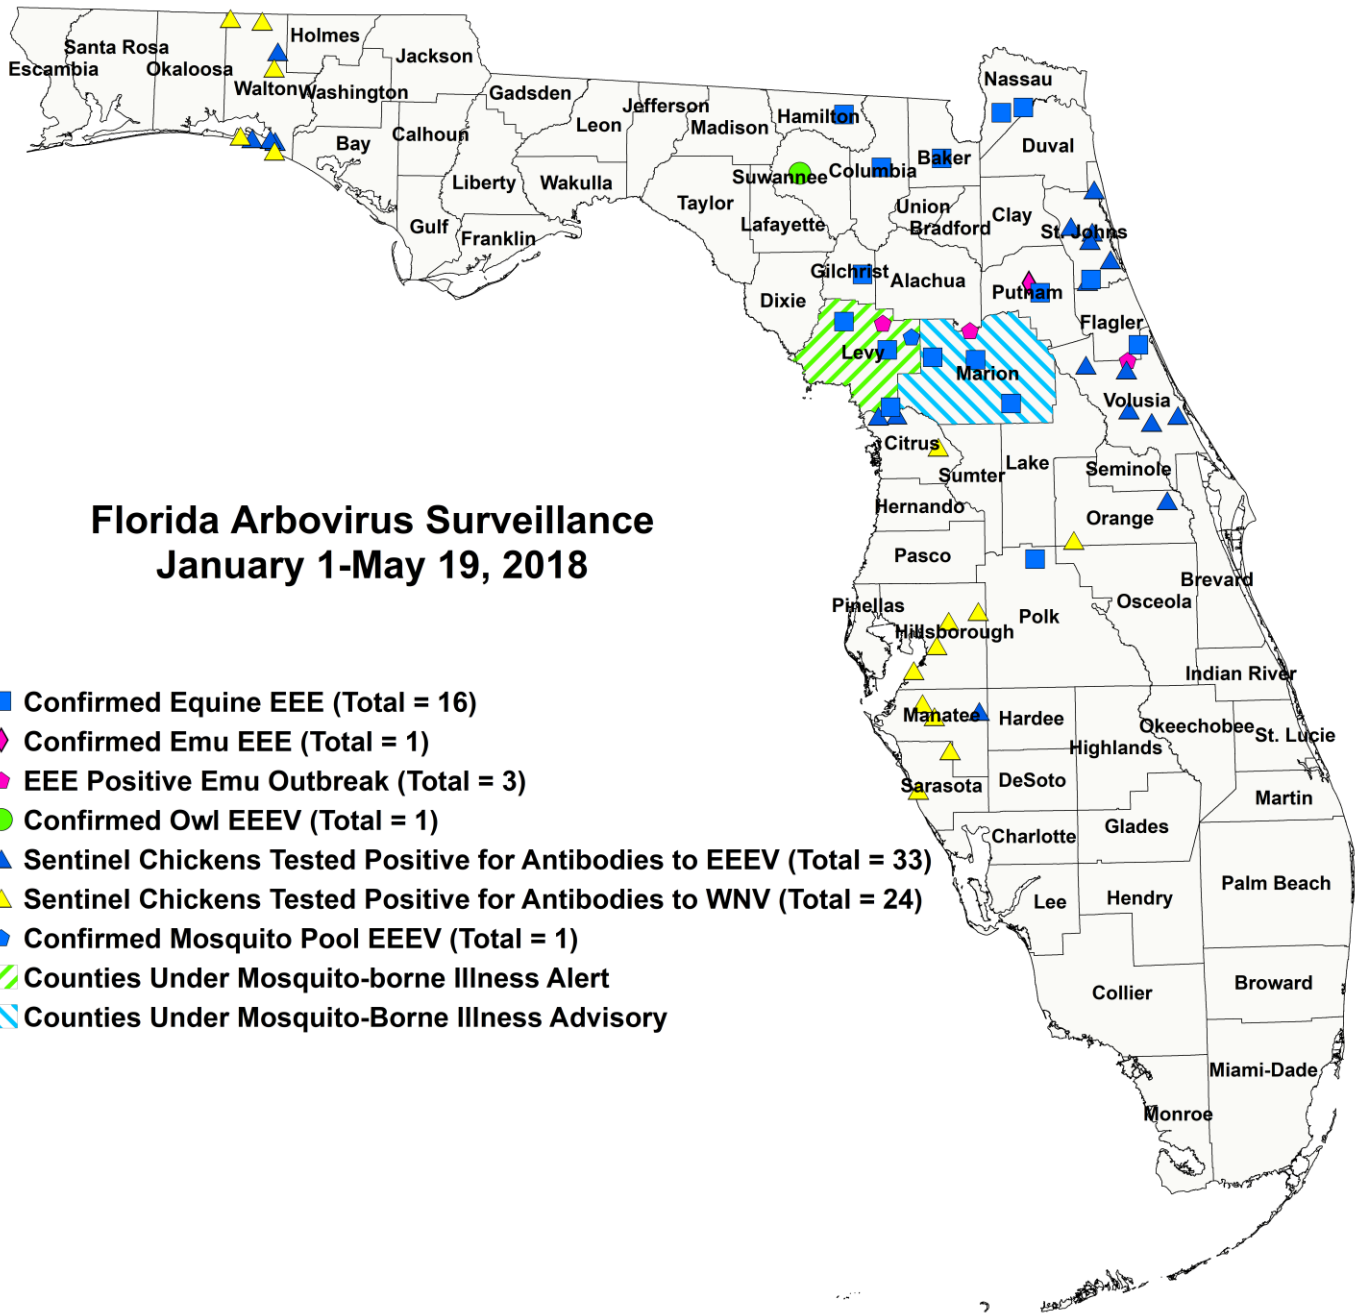 Holmes
Jackson
Santa Rosa
Escambia
Okaloosa
Walton
Washington
Gadsden
Jefferson
Leon
Madison
Hamilton
Nassau
Calhoun
Bay
Duval
Baker
Columbia
Suwannee
Liberty
Wakulla
Taylor
Union
Clay
Bradford
St. Johns
Lafayette
Gulf
Franklin
Gilchrist
Alachua
Dixie
Putnam
Flagler
Levy
Marion
Volusia
Citrus
Lake
Seminole
Sumter
Hernando
Orange
Florida Arbovirus Surveillance
January 1-May 19, 2018
Pasco
Brevard
Osceola
Pinellas
Polk
Hillsborough
Indian River
Manatee
Hardee
Okeechobee
St. Lucie
Highlands
DeSoto
Sarasota
Martin
Charlotte
Glades
Palm Beach
Lee
Hendry
Broward
Collier
Miami-Dade
Monroe
Confirmed Equine EEE (Total = 16)
Confirmed Emu EEE (Total = 1)
EEE Positive Emu Outbreak (Total = 3)
Confirmed Owl EEEV (Total = 1)
Sentinel Chickens Tested Positive for Antibodies to EEEV (Total = 33)
Sentinel Chickens Tested Positive for Antibodies to WNV (Total = 24)
Confirmed Mosquito Pool EEEV (Total = 1)
Counties Under Mosquito-borne Illness Alert
Counties Under Mosquito-Borne Illness Advisory